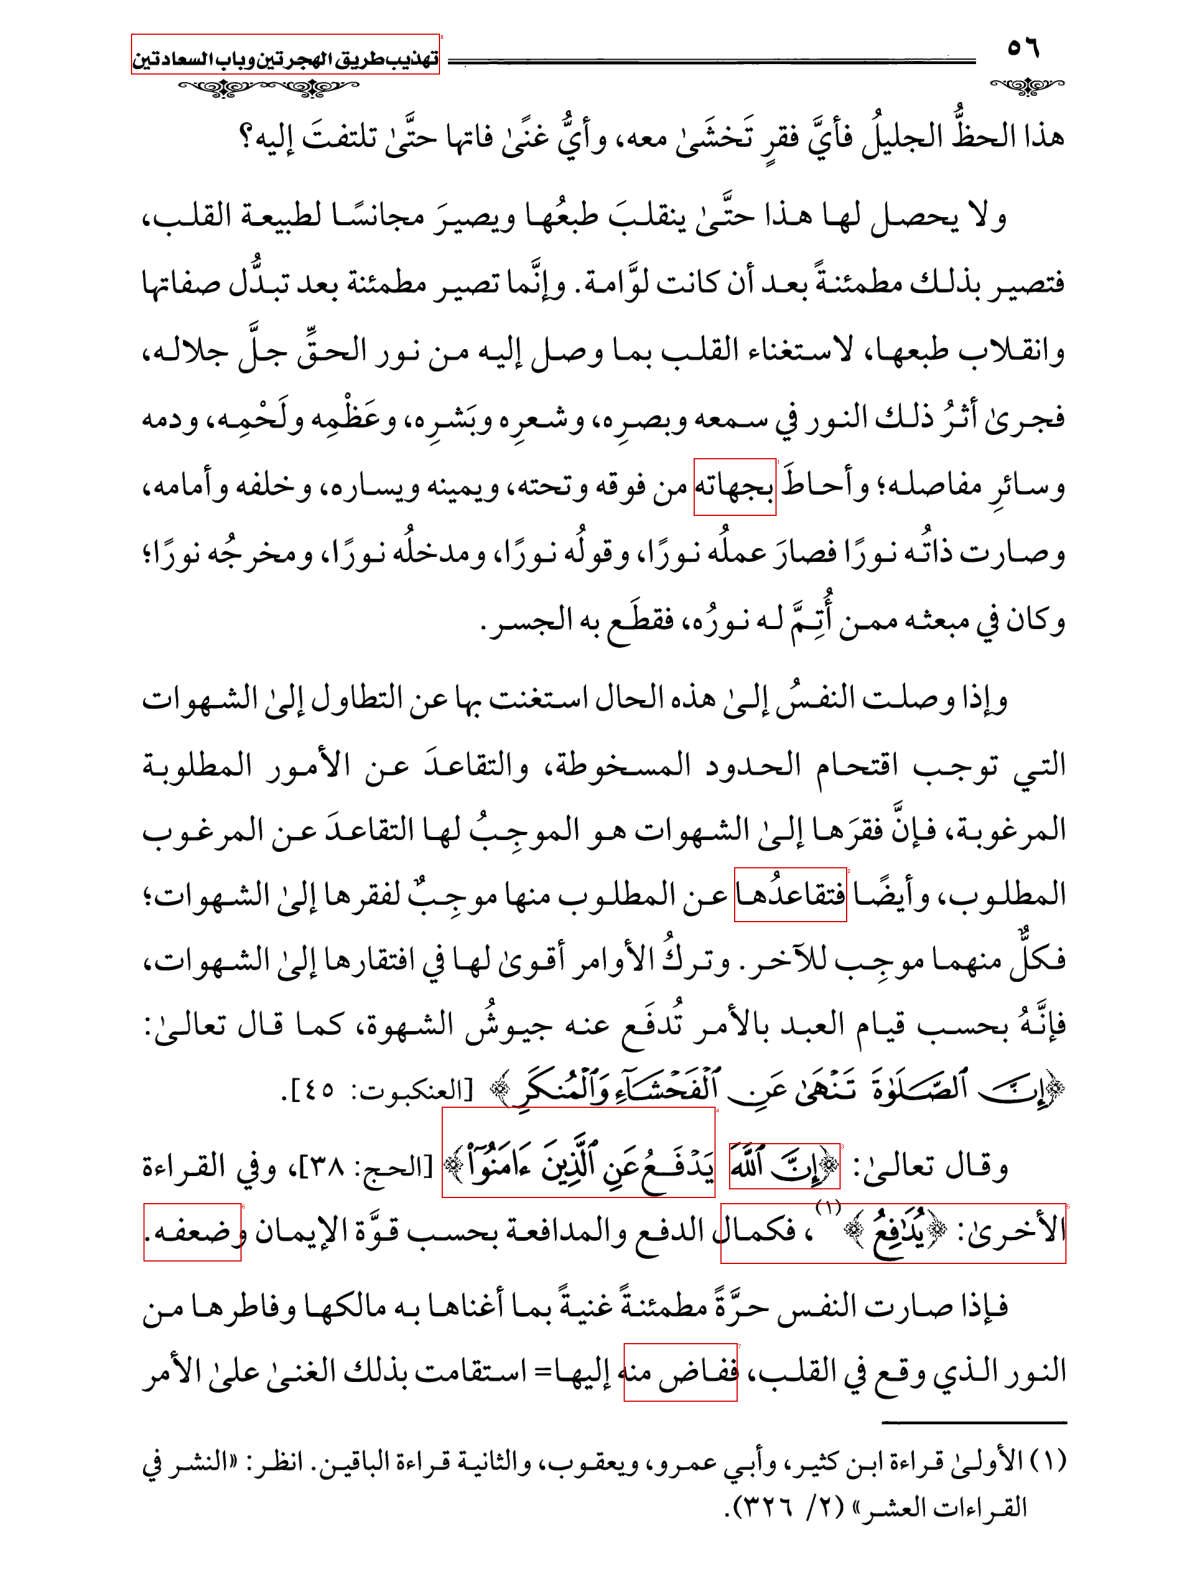 ٥٦
تهذيب طريق الهجرتين وباب السعادتين
هذا الحظُّ الجليلُ فأيَّ فقرٍ تَخشَىٰ معه، وأيُّ غنًىٰ فاتها حتَّىٰ تلتفتَ إليه؟
ولا يحصل لها هذا حتَّىٰ ينقلبَ طبعُها ويصيرَ مجانسًا لطبيعة القلب،
فتصير بذلك مطمئنةً بعد أن كانت لوَّامة. وإنَّما تصير مطمئنة بعد تبدُّل صفاتها
وانقلاب طبعها، لاستغناء القلب بما وصل إليه من نور الحقِّ جلَّ جلاله،
فجرىٰ أثرُ ذلك النور في سمعه وبصرِه، وشعرِه وبَشرِه، وعَظْمِه ولَحْمِه، ودمه
وسائرِ مفاصله؛ وأحاطَ بجهاته من فوقه وتحته، ويمينه ويساره، وخلفه وأمامه،
وصارت ذاتُه نورًا فصارَ عملُه نورًا، وقولُه نورًا، ومدخلُه نورًا، ومخرجُه نورًا؛
وكان في مبعثه ممن أُتِمَّ له نورُه، فقطَع به الجسر.
وإذا وصلت النفسُ إلىٰ هذه الحال استغنت بها عن التطاول إلىٰ الشهوات
التي توجب اقتحام الحدود المسخوطة، والتقاعدَ عن الأمور المطلوبة
المرغوبة، فإنَّ فقرَها إلىٰ الشهوات هو الموجِبُ لها التقاعدَ عن المرغوب
المطلوب، وأيضًا فتقاعدُها عن المطلوب منها موجِبٌ لفقرها إلىٰ الشهوات؛
فكلٌّ منهما موجِب للآخر. وتركُ الأوامر أقوىٰ لها في افتقارها إلىٰ الشهوات،
فإنَّهُ بحسب قيام العبد بالأمر تُدفَع عنه جيوشُ الشهوة، كما قال تعالىٰ:
﴿إِنَّ ٱلصَّلَوٰةَ تَنْهَىٰ عَنِ ٱلْفَحْشَآءِ وَٱلْمُنكَرِ﴾ [العنكبوت: ٤٥].
وقال تعالىٰ: ﴿إِنَّ ٱللَّهَ يَدْفَعُ عَنِ ٱلَّذِينَ ءَامَنُوٓا۟﴾ [الحج: ٣٨]، وفي القراءة
الأخرىٰ: ﴿يُدَٰفِعُ﴾(١)، فكمال الدفع والمدافعة بحسب قوَّة الإيمان وضعفه.
فإذا صارت النفس حرَّةً مطمئنةً غنيةً بما أغناها به مالكها وفاطرها من
النور الذي وقع في القلب، ففاض منه إليها= استقامت بذلك الغنىٰ علىٰ الأمر
(١) الأولىٰ قراءة ابن كثير، وأبي عمرو، ويعقوب، والثانية قراءة الباقين. انظر: «النشر في
القراءات العشر» (٢/ ٣٢٦).